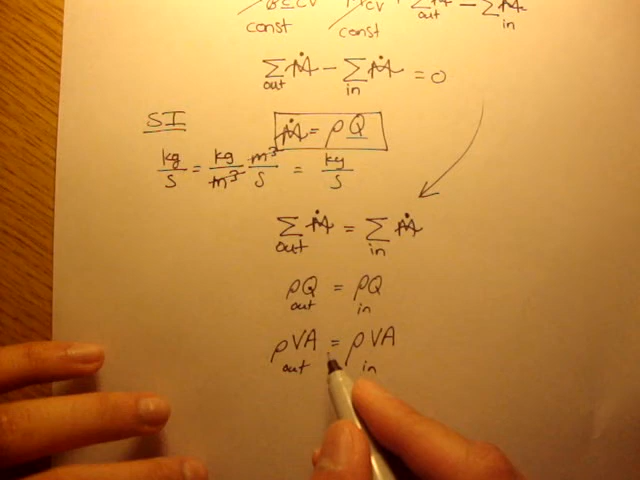 const const out in
∑ Ṁ − ∑ Ṁ = 0
out in
SI
Ṁ = ρQ
kg/s = kg/m³ m³/s = kg/s
∑ Ṁ = ∑ Ṁ
out in
ρQ = ρQ
out in
ρVA = ρVA
out in